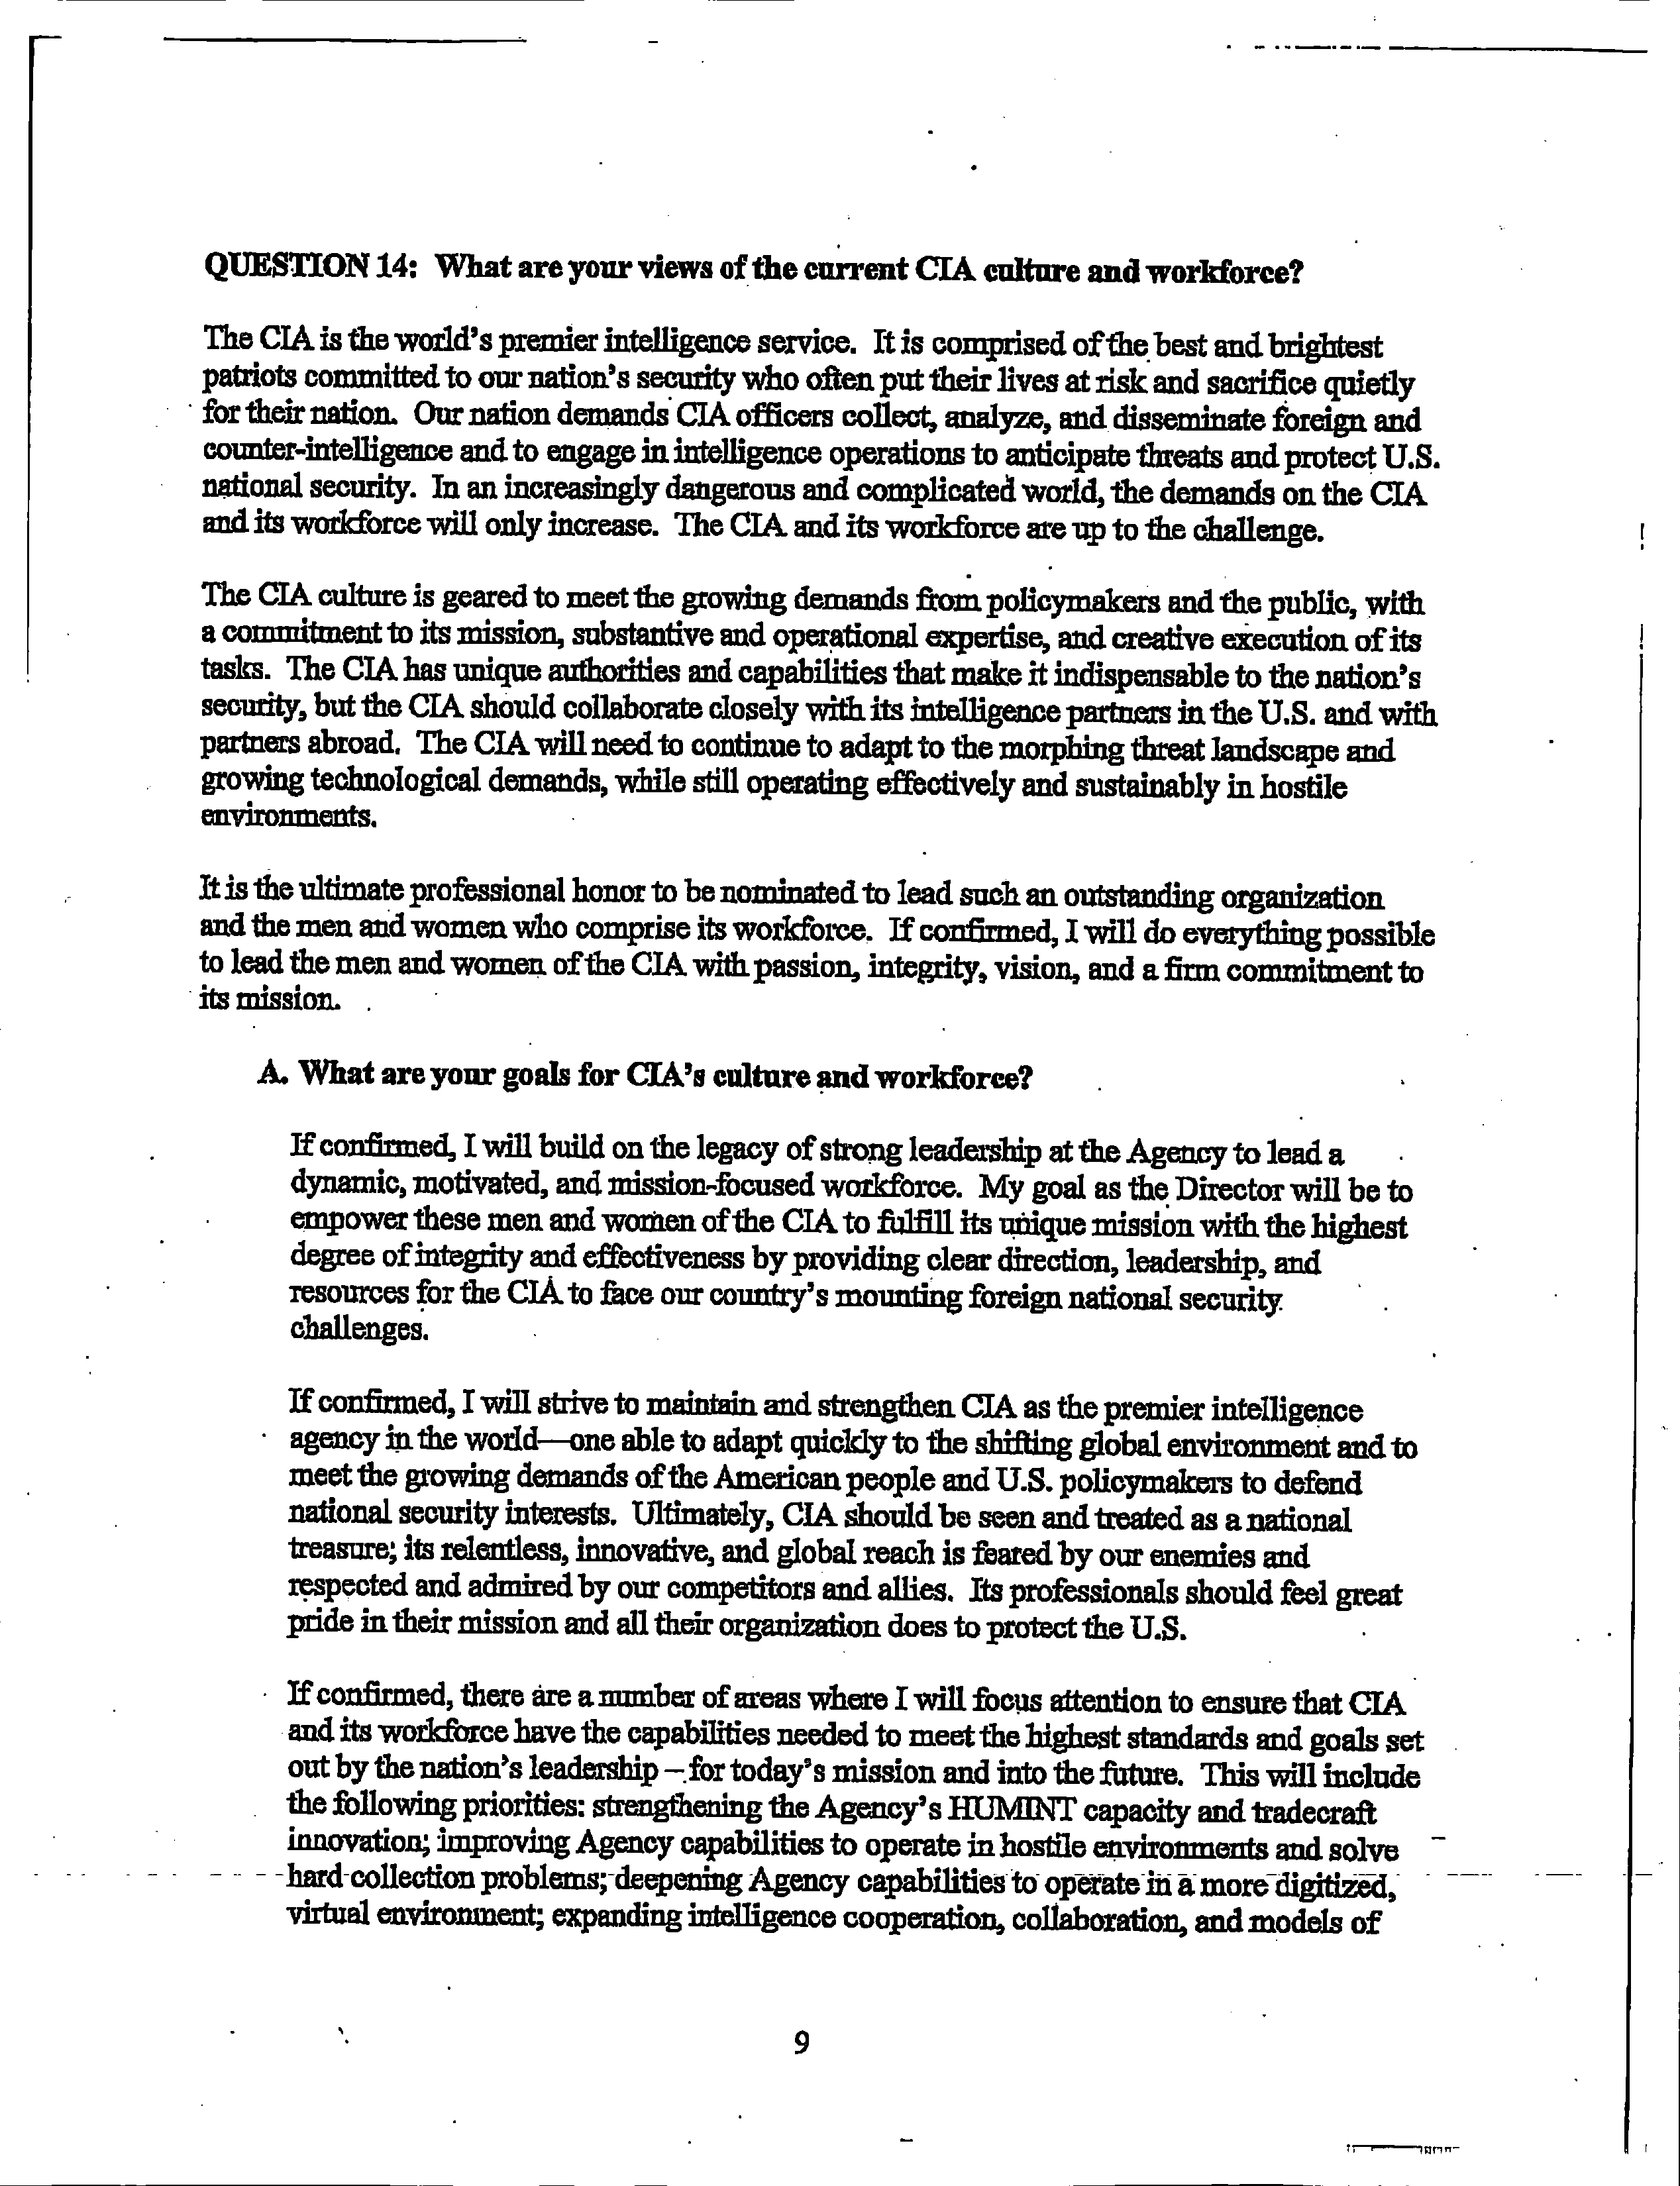 QUESTION 14: What are your views of the current CIA culture and workforce?
The CIA is the world's premier intelligence service. It is comprised of the best and brightest
patriots committed to our nation's security who often put their lives at risk and sacrifice quietly
for their nation. Our nation demands CIA officers collect, analyze, and disseminate foreign and
counter-intelligence and to engage in intelligence operations to anticipate threats and protect U.S.
national security. In an increasingly dangerous and complicated world, the demands on the CIA
and its workforce will only increase. The CIA and its workforce are up to the challenge.
The CIA culture is geared to meet the growing demands from policymakers and the public, with
a commitment to its mission, substantive and operational expertise, and creative execution of its
tasks. The CIA has unique authorities and capabilities that make it indispensable to the nation's
security, but the CIA should collaborate closely with its intelligence partners in the U.S. and with
partners abroad. The CIA will need to continue to adapt to the morphing threat landscape and
growing technological demands, while still operating effectively and sustainably in hostile
environments.
It is the ultimate professional honor to be nominated to lead such an outstanding organization
and the men and women who comprise its workforce. If confirmed, I will do everything possible
to lead the men and women of the CIA with passion, integrity, vision, and a firm commitment to
its mission.
A. What are your goals for CIA's culture and workforce?
If confirmed, I will build on the legacy of strong leadership at the Agency to lead a
dynamic, motivated, and mission-focused workforce. My goal as the Director will be to
empower these men and women of the CIA to fulfill its unique mission with the highest
degree of integrity and effectiveness by providing clear direction, leadership, and
resources for the CIA to face our country's mounting foreign national security
challenges.
If confirmed, I will strive to maintain and strengthen CIA as the premier intelligence
agency in the world—one able to adapt quickly to the shifting global environment and to
meet the growing demands of the American people and U.S. policymakers to defend
national security interests. Ultimately, CIA should be seen and treated as a national
treasure; its relentless, innovative, and global reach is feared by our enemies and
respected and admired by our competitors and allies. Its professionals should feel great
pride in their mission and all their organization does to protect the U.S.
If confirmed, there are a number of areas where I will focus attention to ensure that CIA
and its workforce have the capabilities needed to meet the highest standards and goals set
out by the nation's leadership – for today's mission and into the future. This will include
the following priorities: strengthening the Agency's HUMINT capacity and tradecraft
innovation; improving Agency capabilities to operate in hostile environments and solve
hard collection problems; deepening Agency capabilities to operate in a more digitized,
virtual environment; expanding intelligence cooperation, collaboration, and models of
9